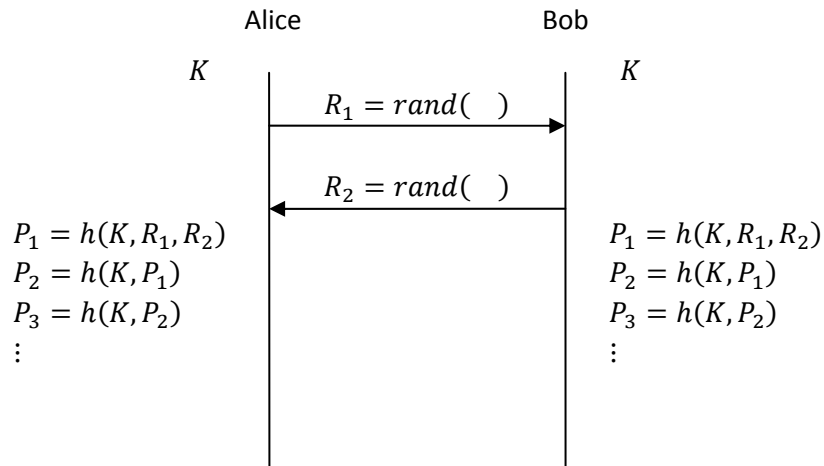 Alice Bob
K K
R₁ = rand( )
R₂ = rand( )
P₁ = h(K, R₁, R₂) P₁ = h(K, R₁, R₂)
P₂ = h(K, P₁) P₂ = h(K, P₁)
P₃ = h(K, P₂) P₃ = h(K, P₂)
⋮ ⋮